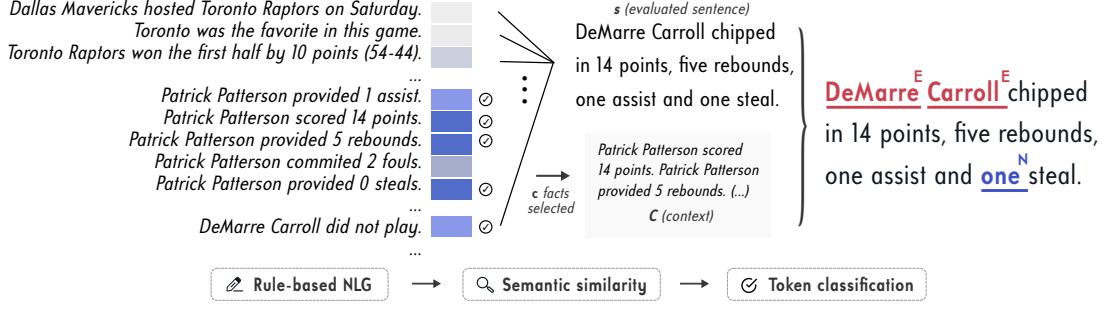 Dallas Mavericks hosted Toronto Raptors on Saturday.
Toronto was the favorite in this game.
Toronto Raptors won the first half by 10 points (54-44).
...
Patrick Patterson provided 1 assist.
Patrick Patterson scored 14 points.
Patrick Patterson provided 5 rebounds.
Patrick Patterson commited 2 fouls.
Patrick Patterson provided 0 steals.
...
DeMarre Carroll did not play.
...
c facts
selected
s (evaluated sentence)
DeMarre Carroll chipped
in 14 points, five rebounds,
one assist and one steal.
Patrick Patterson scored
14 points. Patrick Patterson
provided 5 rebounds. (...)
C (context)
DeMarre E Carroll E chipped
in 14 points, five rebounds,
one assist and one N steal.
Rule-based NLG
Semantic similarity
Token classification